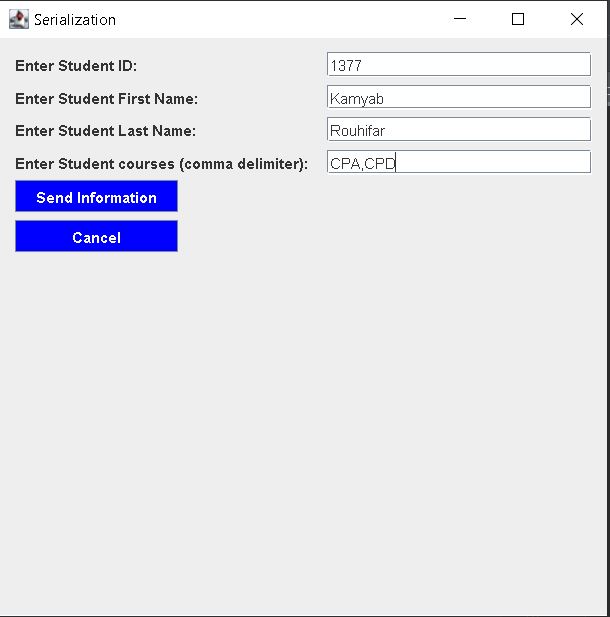 Serialization
Enter Student ID: 1377
Enter Student First Name: Kamyab
Enter Student Last Name: Rouhifar
Enter Student courses (comma delimiter): CPA,CPD
Send Information
Cancel